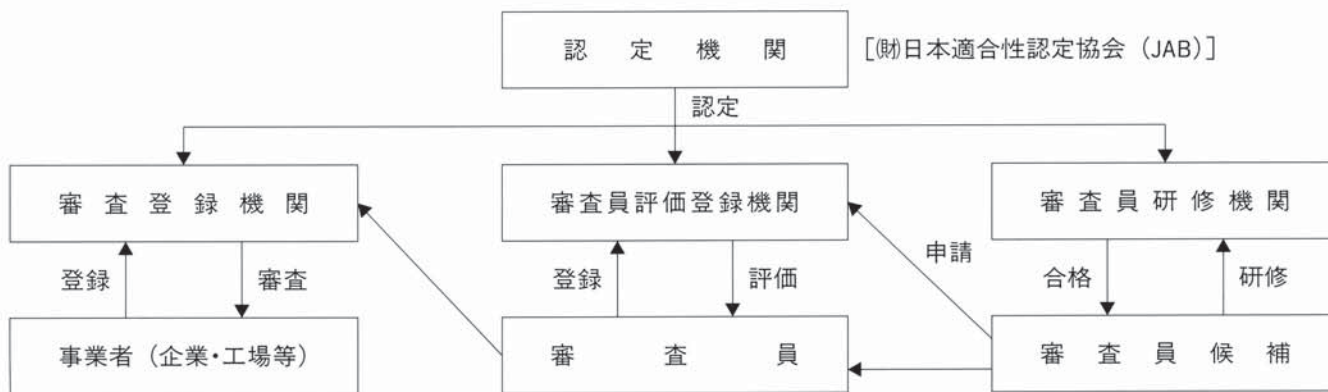 認定機関
[㈶日本適合性認定協会（JAB）]
認定
審査登録機関
審査員評価登録機関
審査員研修機関
登録
審査
登録
評価
申請
合格
研修
事業者（企業・工場等）
審査員
審査員候補